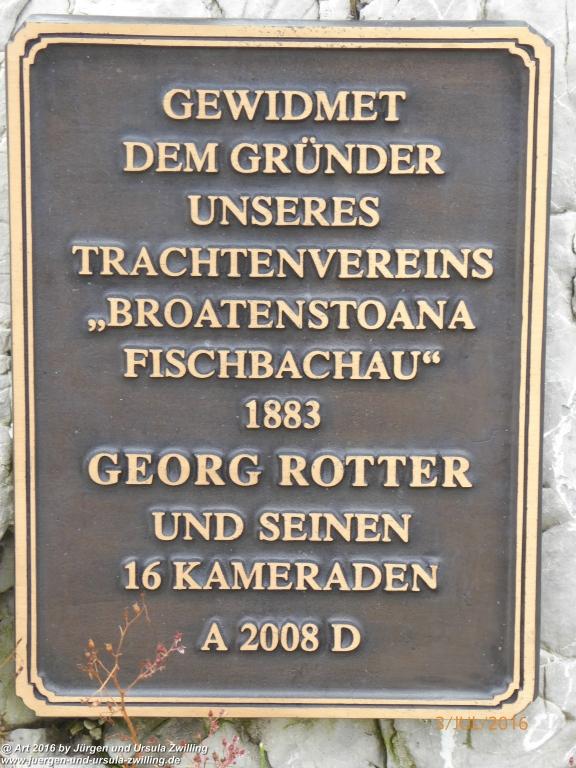 GEWIDMET
DEM GRÜNDER
UNSERES
TRACHTENVEREINS
„BROATENSTOANA
FISCHBACHAU“
1883
GEORG ROTTER
UND SEINEN
16 KAMERADEN
A 2008 D
3/JUL/2016
@ Art 2016 by Jürgen und Ursula Zwilling
www.juergen-und-ursula-zwilling.de